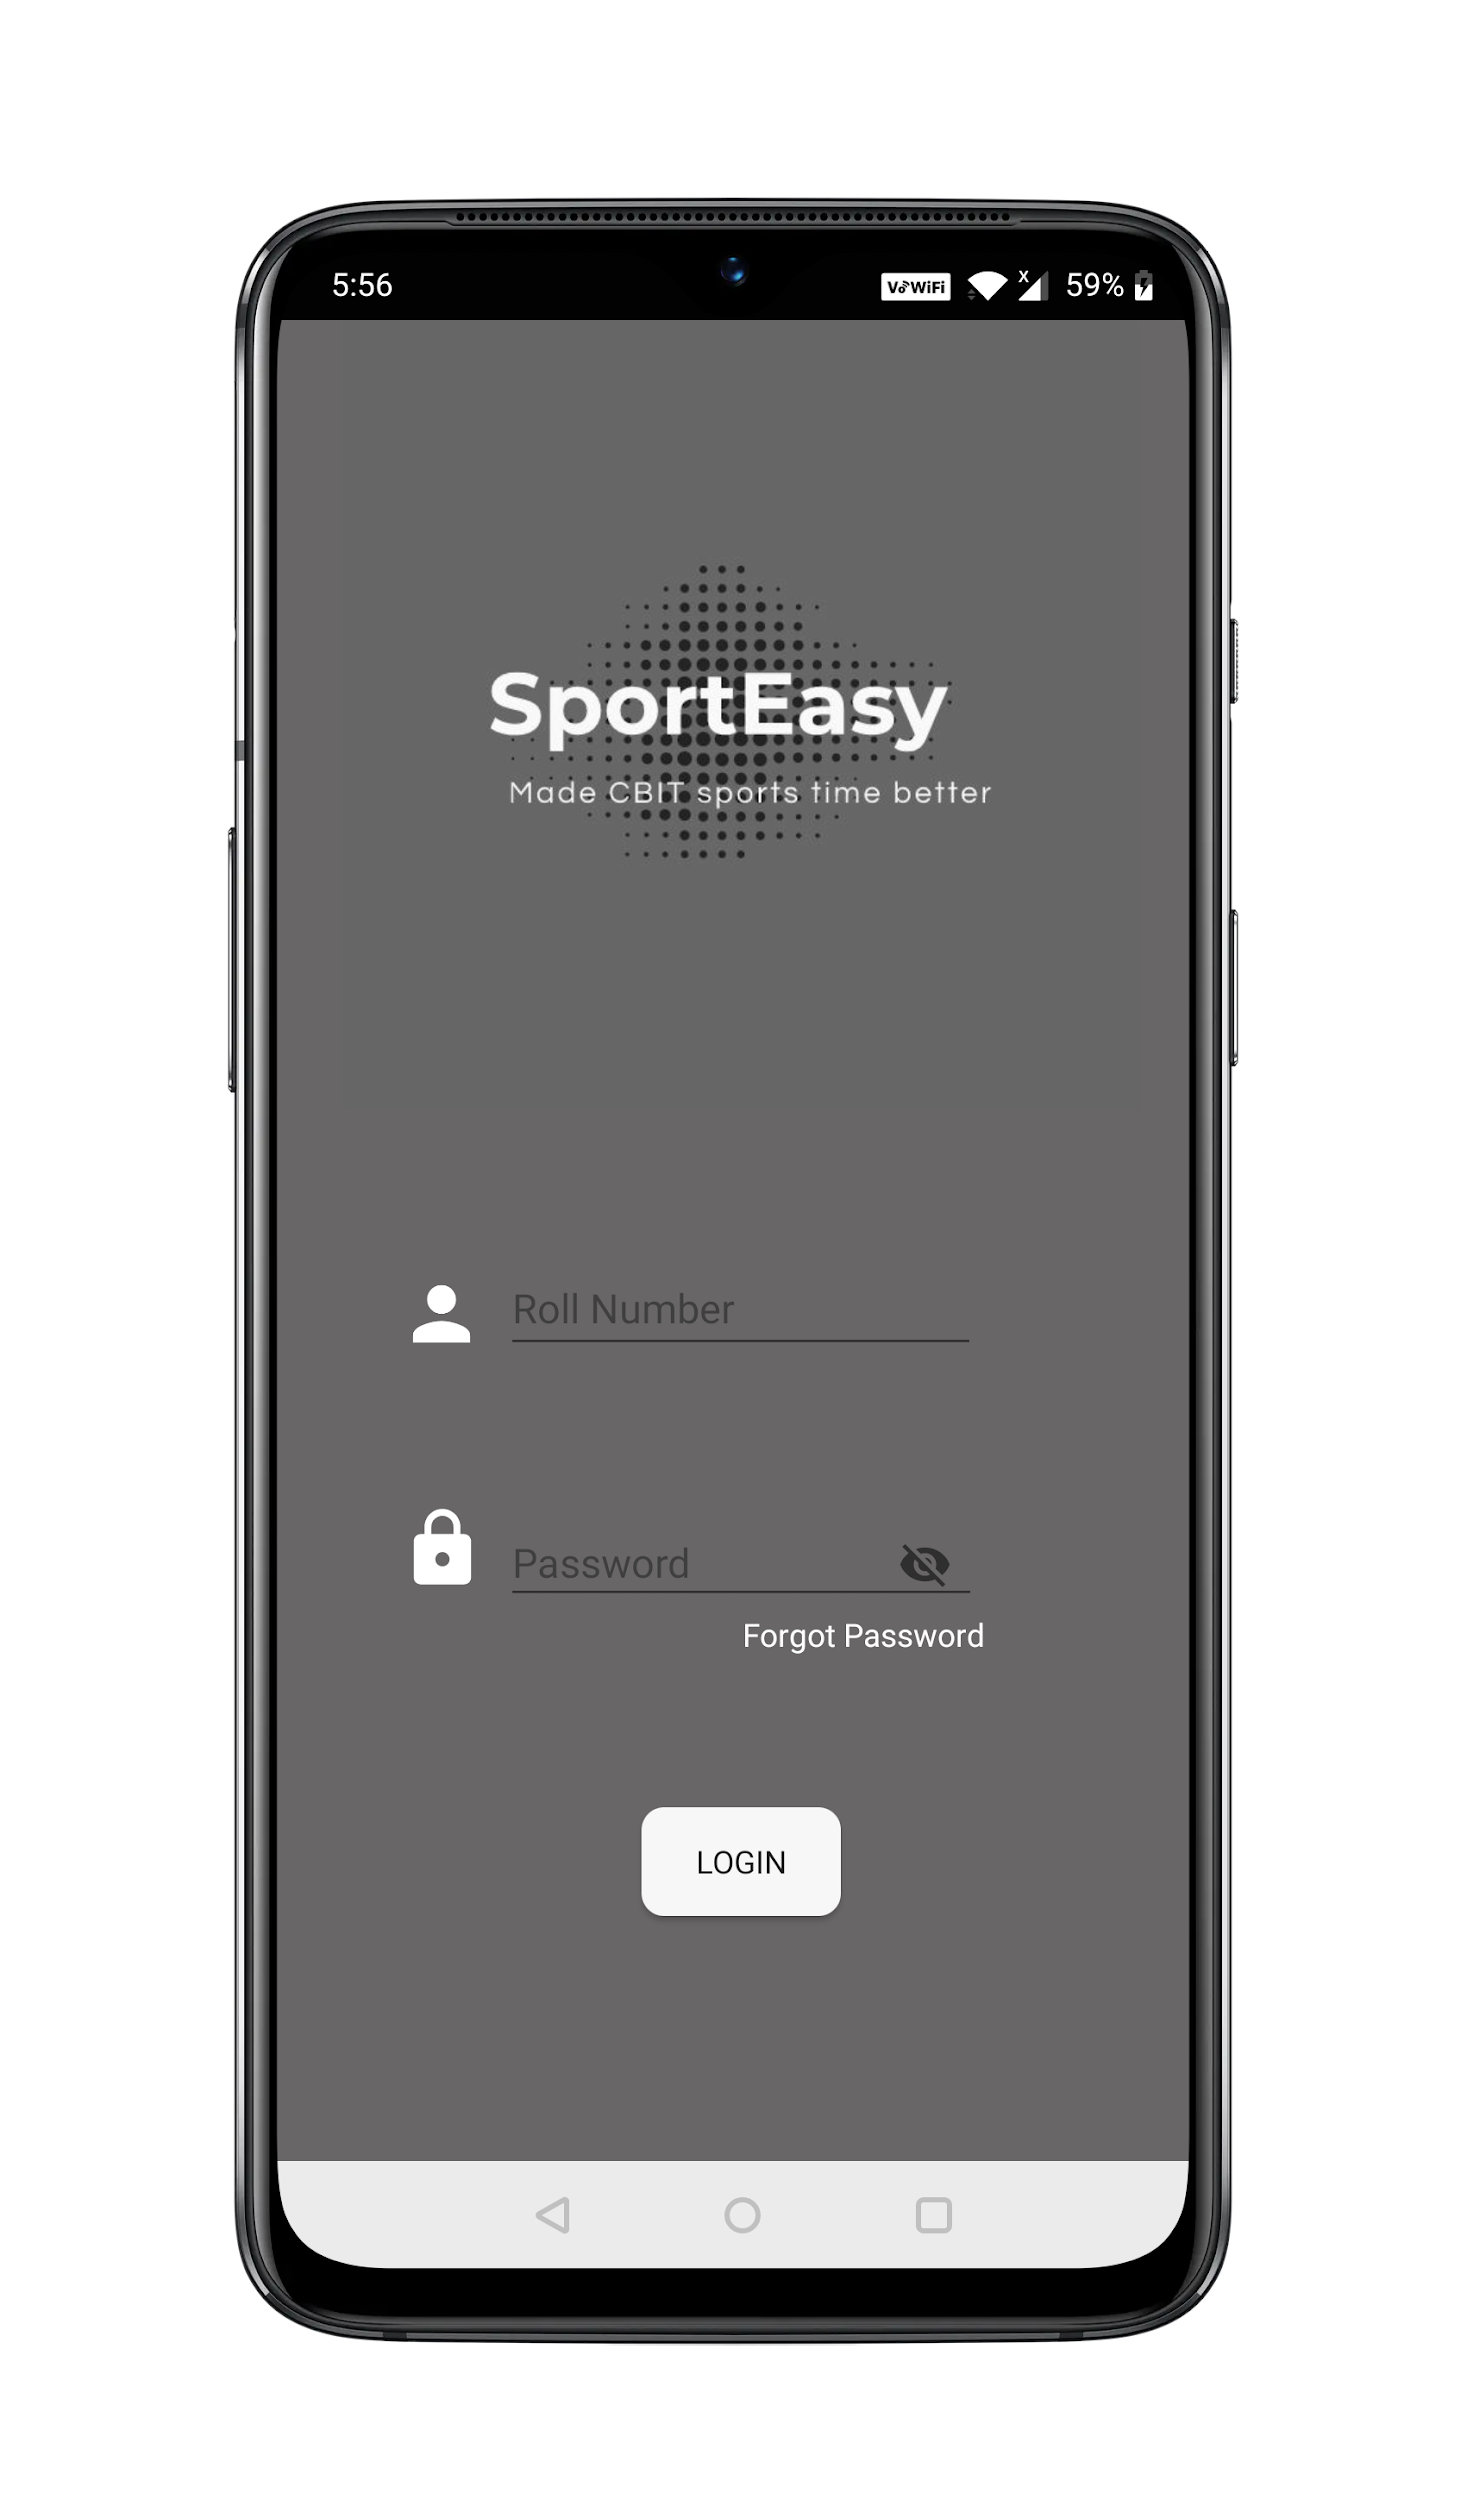 5:56 VoWiFi x 59%
SportEasy
Made CBIT sports time better
Roll Number
Password
Forgot Password
LOGIN